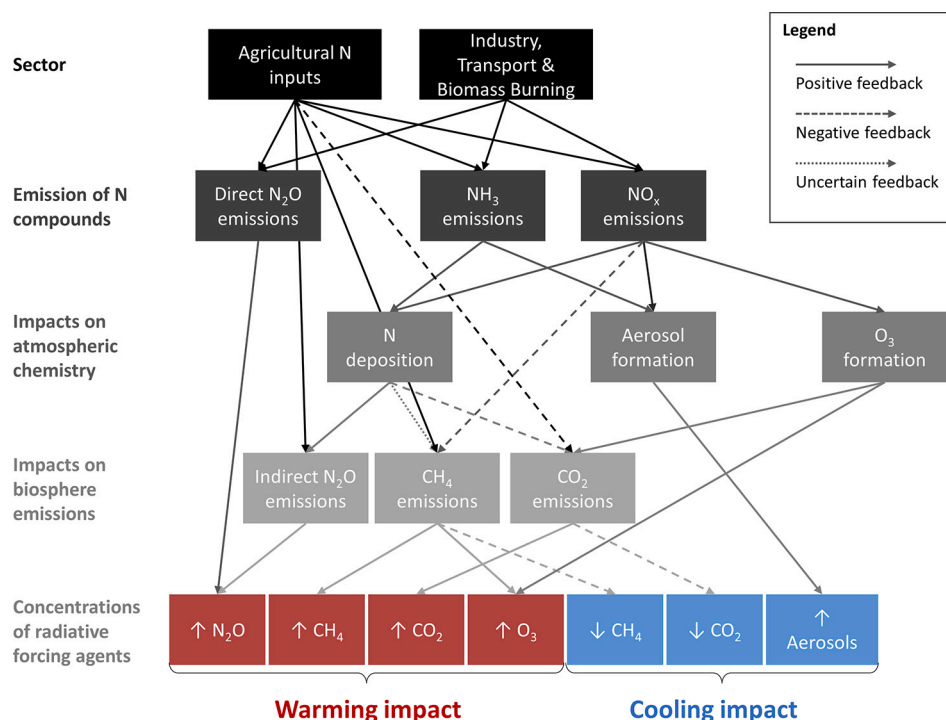 Sector
Agricultural N
inputs
Industry,
Transport &
Biomass Burning
Legend
Positive feedback
Negative feedback
Uncertain feedback
Emission of N
compounds
Direct N₂O
emissions
NH₃
emissions
NOₓ
emissions
Impacts on
atmospheric
chemistry
N
deposition
Aerosol
formation
O₃
formation
Impacts on
biosphere
emissions
Indirect N₂O
emissions
CH₄
emissions
CO₂
emissions
Concentrations
of radiative
forcing agents
↑ N₂O
↑ CH₄
↑ CO₂
↑ O₃
↓ CH₄
↓ CO₂
↑
Aerosols
Warming impact
Cooling impact